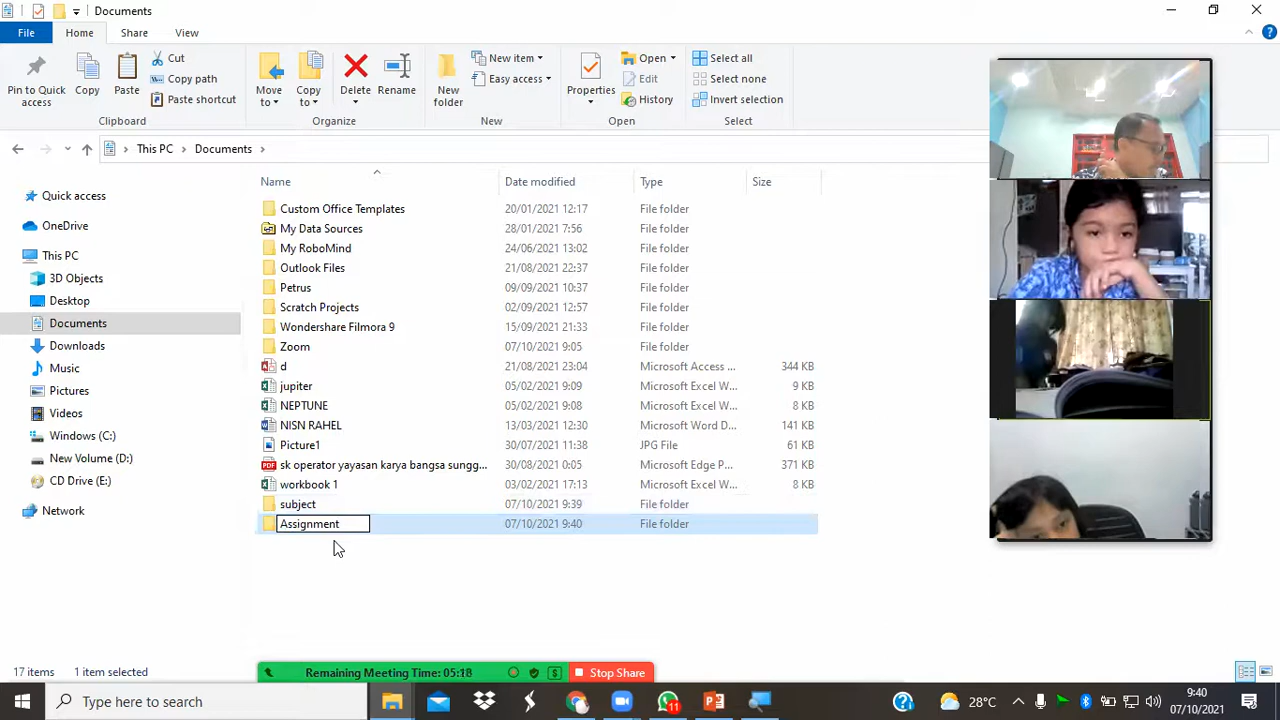 Documents
File Home Share View
Pin to Quick access
Copy
Paste
Cut
Copy path
Paste shortcut
Clipboard
Move to
Copy to
Delete
Rename
Organize
New folder
New item
Easy access
New
Properties
Open
Edit
History
Open
Select all
Select none
Invert selection
Select
This PC Documents
Name Date modified Type Size
Quick access
OneDrive
This PC
3D Objects
Desktop
Documents
Downloads
Music
Pictures
Videos
Windows (C:)
New Volume (D:)
CD Drive (E:)
Network
Custom Office Templates 20/01/2021 12:17 File folder
My Data Sources 28/01/2021 7:56 File folder
My RoboMind 24/06/2021 13:02 File folder
Outlook Files 21/08/2021 22:37 File folder
Petrus 09/09/2021 10:37 File folder
Scratch Projects 02/09/2021 12:57 File folder
Wondershare Filmora 9 15/09/2021 21:33 File folder
Zoom 07/10/2021 9:05 File folder
d 21/08/2021 23:04 Microsoft Access ... 344 KB
jupiter 05/02/2021 9:09 Microsoft Excel W... 9 KB
NEPTUNE 05/02/2021 9:08 Microsoft Excel W... 8 KB
NISN RAHEL 13/03/2021 12:30 Microsoft Word D... 141 KB
Picture1 30/07/2021 11:38 JPG File 61 KB
sk operator yayasan karya bangsa sungg... 30/08/2021 0:05 Microsoft Edge P... 371 KB
workbook 1 03/02/2021 17:13 Microsoft Excel W... 8 KB
subject 07/10/2021 9:39 File folder
Assignment 07/10/2021 9:40 File folder
17 items 1 item selected
Remaining Meeting Time: 05:18 Stop Share
Type here to search
11
28°C
9:40
07/10/2021